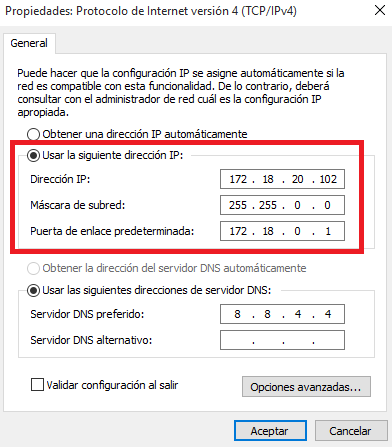 Propiedades: Protocolo de Internet versión 4 (TCP/IPv4)
General
Puede hacer que la configuración IP se asigne automáticamente si la
red es compatible con esta funcionalidad. De lo contrario, deberá
consultar con el administrador de red cuál es la configuración IP
apropiada.
Obtener una dirección IP automáticamente
Usar la siguiente dirección IP:
Dirección IP: 172 . 18 . 20 . 102
Máscara de subred: 255 . 255 . 0 . 0
Puerta de enlace predeterminada: 172 . 18 . 0 . 1
Obtener la dirección del servidor DNS automáticamente
Usar las siguientes direcciones de servidor DNS:
Servidor DNS preferido: 8 . 8 . 4 . 4
Servidor DNS alternativo: . . .
Validar configuración al salir
Opciones avanzadas...
Aceptar Cancelar